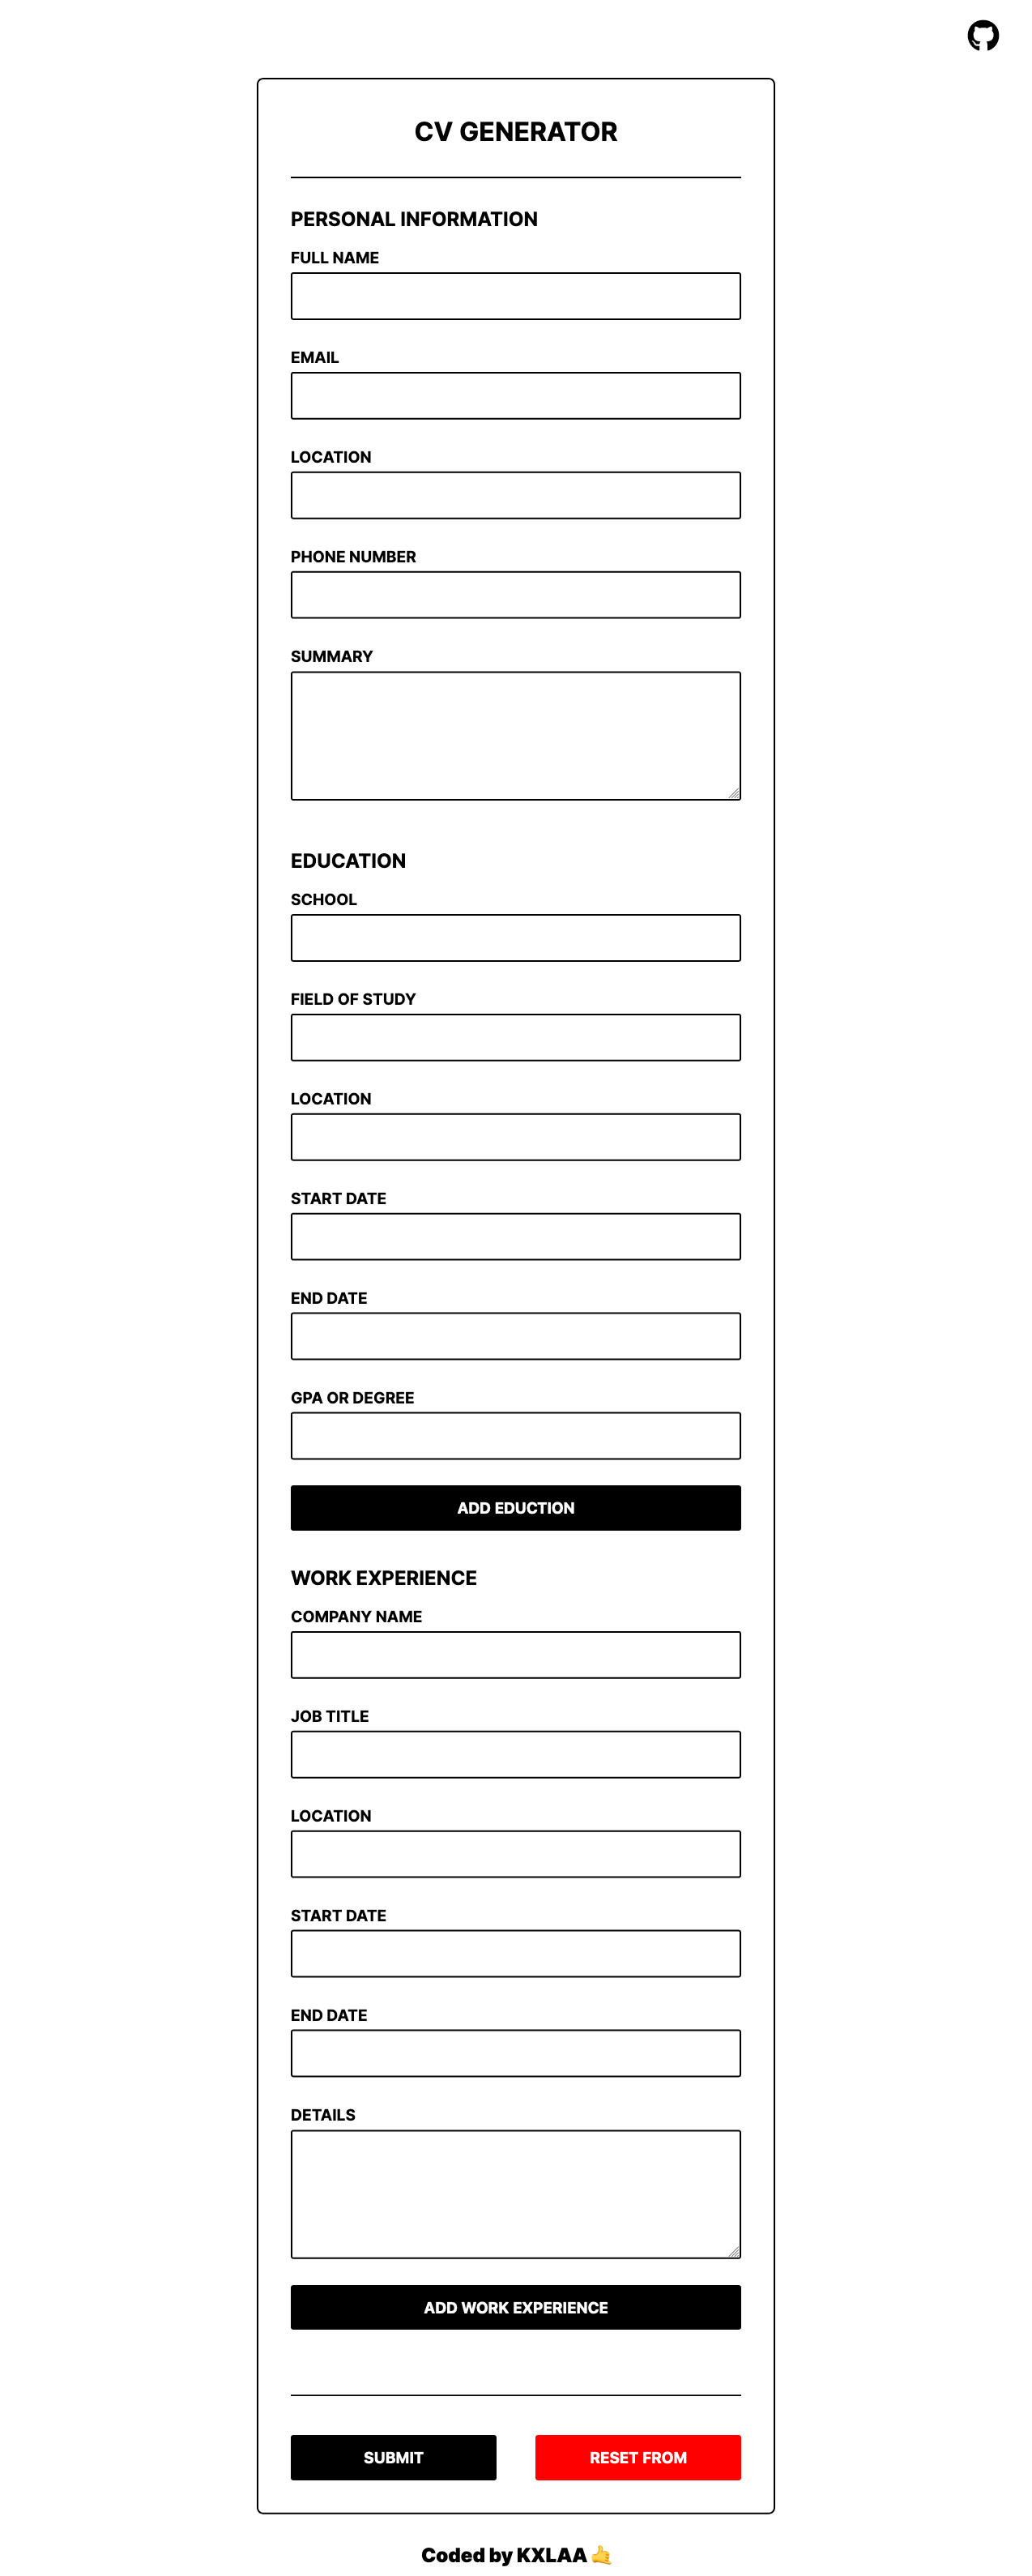 CV GENERATOR
PERSONAL INFORMATION
FULL NAME
EMAIL
LOCATION
PHONE NUMBER
SUMMARY
EDUCATION
SCHOOL
FIELD OF STUDY
LOCATION
START DATE
END DATE
GPA OR DEGREE
ADD EDUCTION
WORK EXPERIENCE
COMPANY NAME
JOB TITLE
LOCATION
START DATE
END DATE
DETAILS
ADD WORK EXPERIENCE
SUBMIT
RESET FROM
Coded by KXLAA 🤙